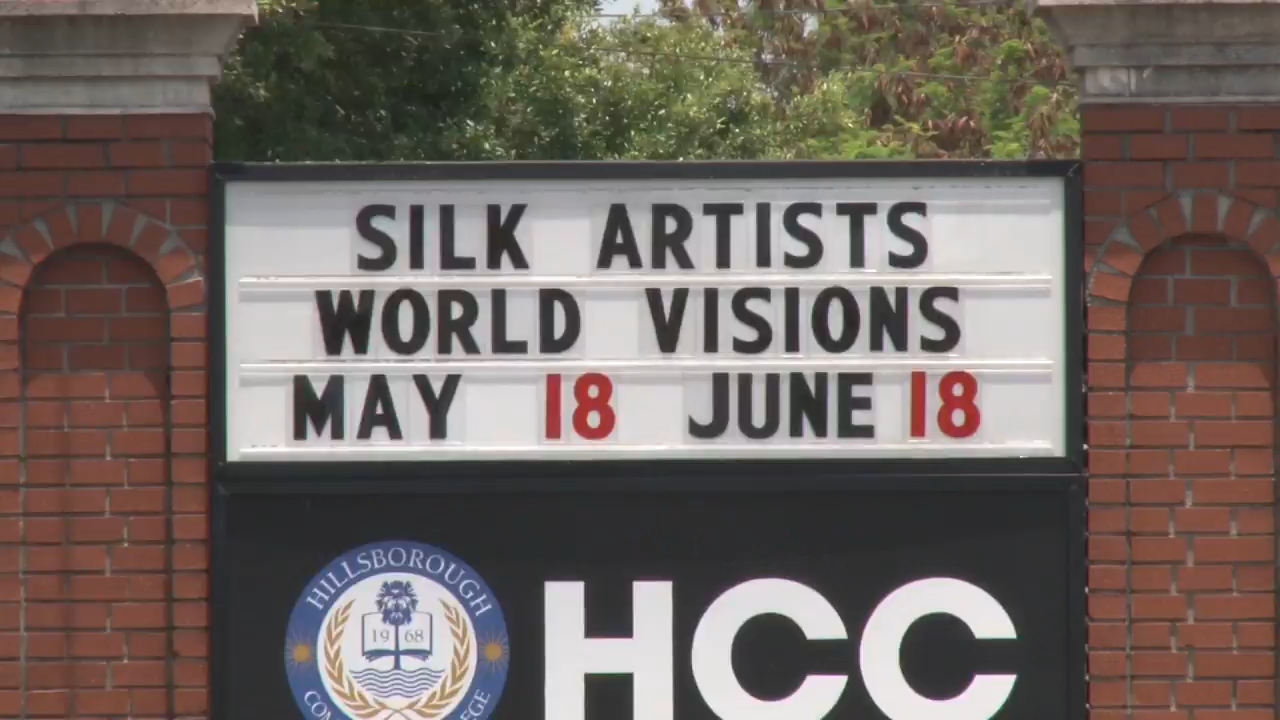 SILK ARTISTS
WORLD VISIONS
MAY 18 JUNE 18
HILLSBOROUGH
19 68
HCC